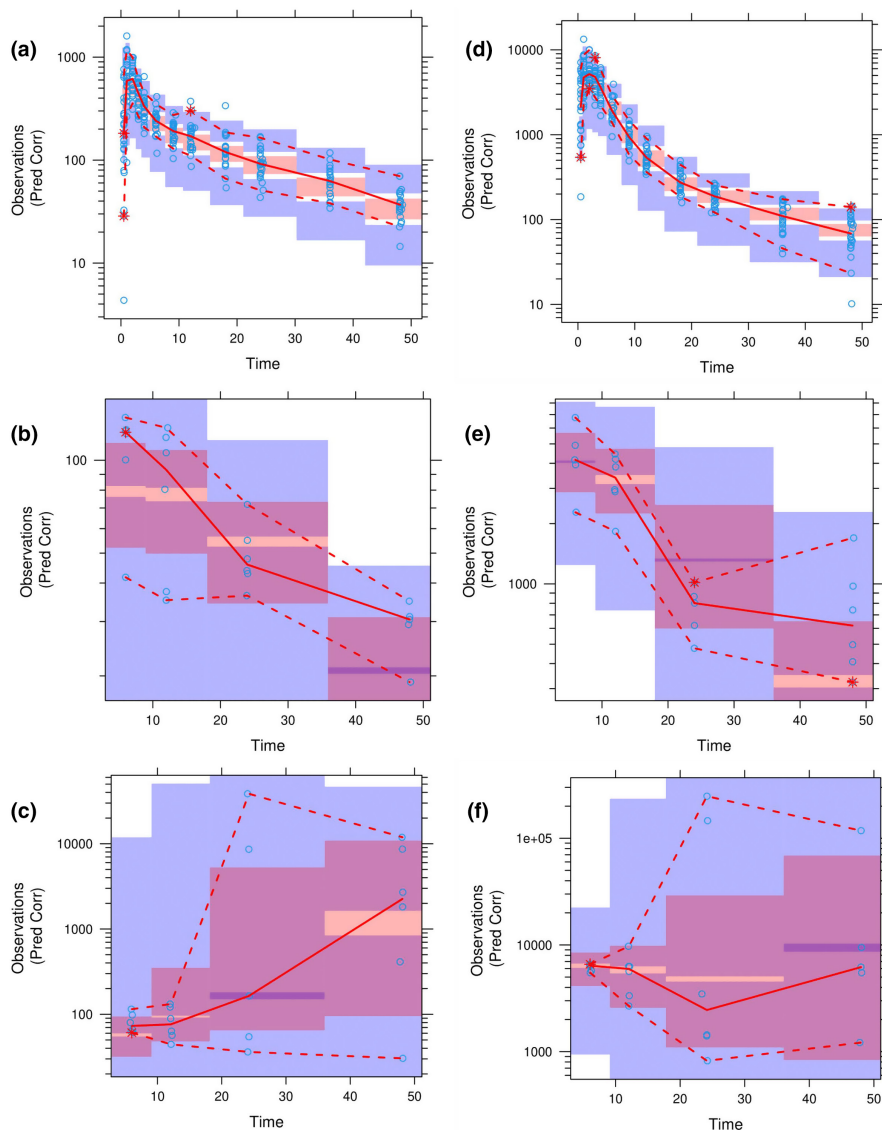 (a)
Observations
(Pred Corr)
1000
100
10
0 10 20 30 40 50
Time
(d)
Observations
(Pred Corr)
10000
1000
100
10
0 10 20 30 40 50
Time
(b)
Observations
(Pred Corr)
100
10 20 30 40 50
Time
(e)
Observations
(Pred Corr)
1000
10 20 30 40 50
Time
(c)
Observations
(Pred Corr)
10000
1000
100
10 20 30 40 50
Time
(f)
Observations
(Pred Corr)
1e+05
10000
1000
10 20 30 40 50
Time